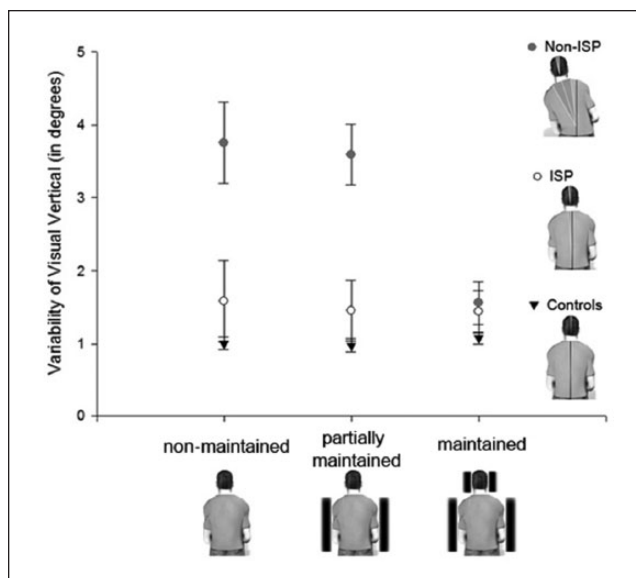 Variability of Visual Vertical (in degrees)
5
4
3
2
1
0
non-maintained
partially
maintained
maintained
Non-ISP
ISP
Controls